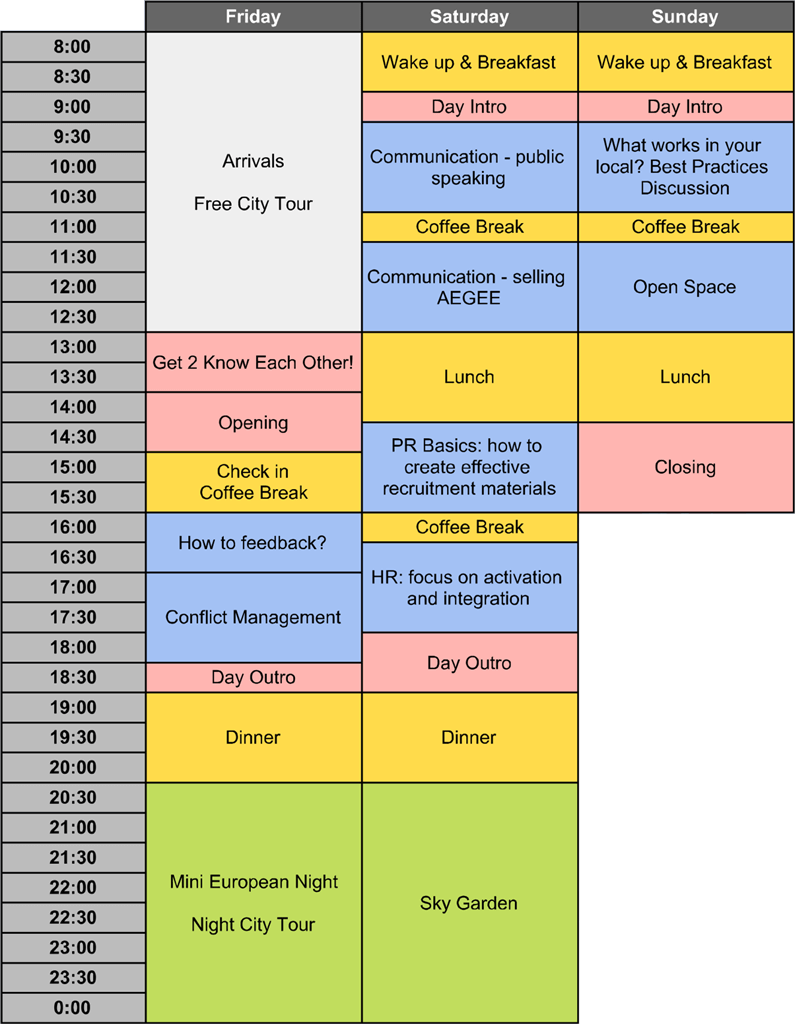 Friday
Saturday
Sunday
8:00
8:30
9:00
9:30
10:00
10:30
11:00
11:30
12:00
12:30
13:00
13:30
14:00
14:30
15:00
15:30
16:00
16:30
17:00
17:30
18:00
18:30
19:00
19:30
20:00
20:30
21:00
21:30
22:00
22:30
23:00
23:30
0:00
Arrivals
Free City Tour
Get 2 Know Each Other!
Opening
Check in
Coffee Break
How to feedback?
Conflict Management
Day Outro
Dinner
Mini European Night
Night City Tour
Wake up & Breakfast
Day Intro
Communication - public
speaking
Coffee Break
Communication - selling
AEGEE
Lunch
PR Basics: how to
create effective
recruitment materials
Coffee Break
HR: focus on activation
and integration
Day Outro
Dinner
Sky Garden
Wake up & Breakfast
Day Intro
What works in your
local? Best Practices
Discussion
Coffee Break
Open Space
Lunch
Closing